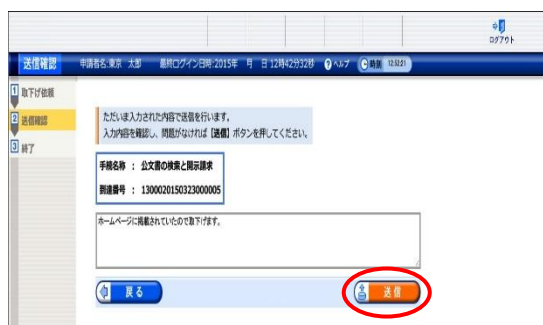 ログアウト
送信確認
申請者名:東京 太郎 最終ログイン日時:2015年 月 日 12時42分32秒 ヘルプ 時刻 12:52:21
1 取下げ依頼
2 送信確認
3 終了
ただいま入力された内容で送信を行います。
入力内容を確認し、問題がなければ【送信】ボタンを押してください。
手続名称 : 公文書の検索と開示請求
到達番号 : 1300020150323000005
ホームページに掲載されていたので取下げます。
戻る
送信